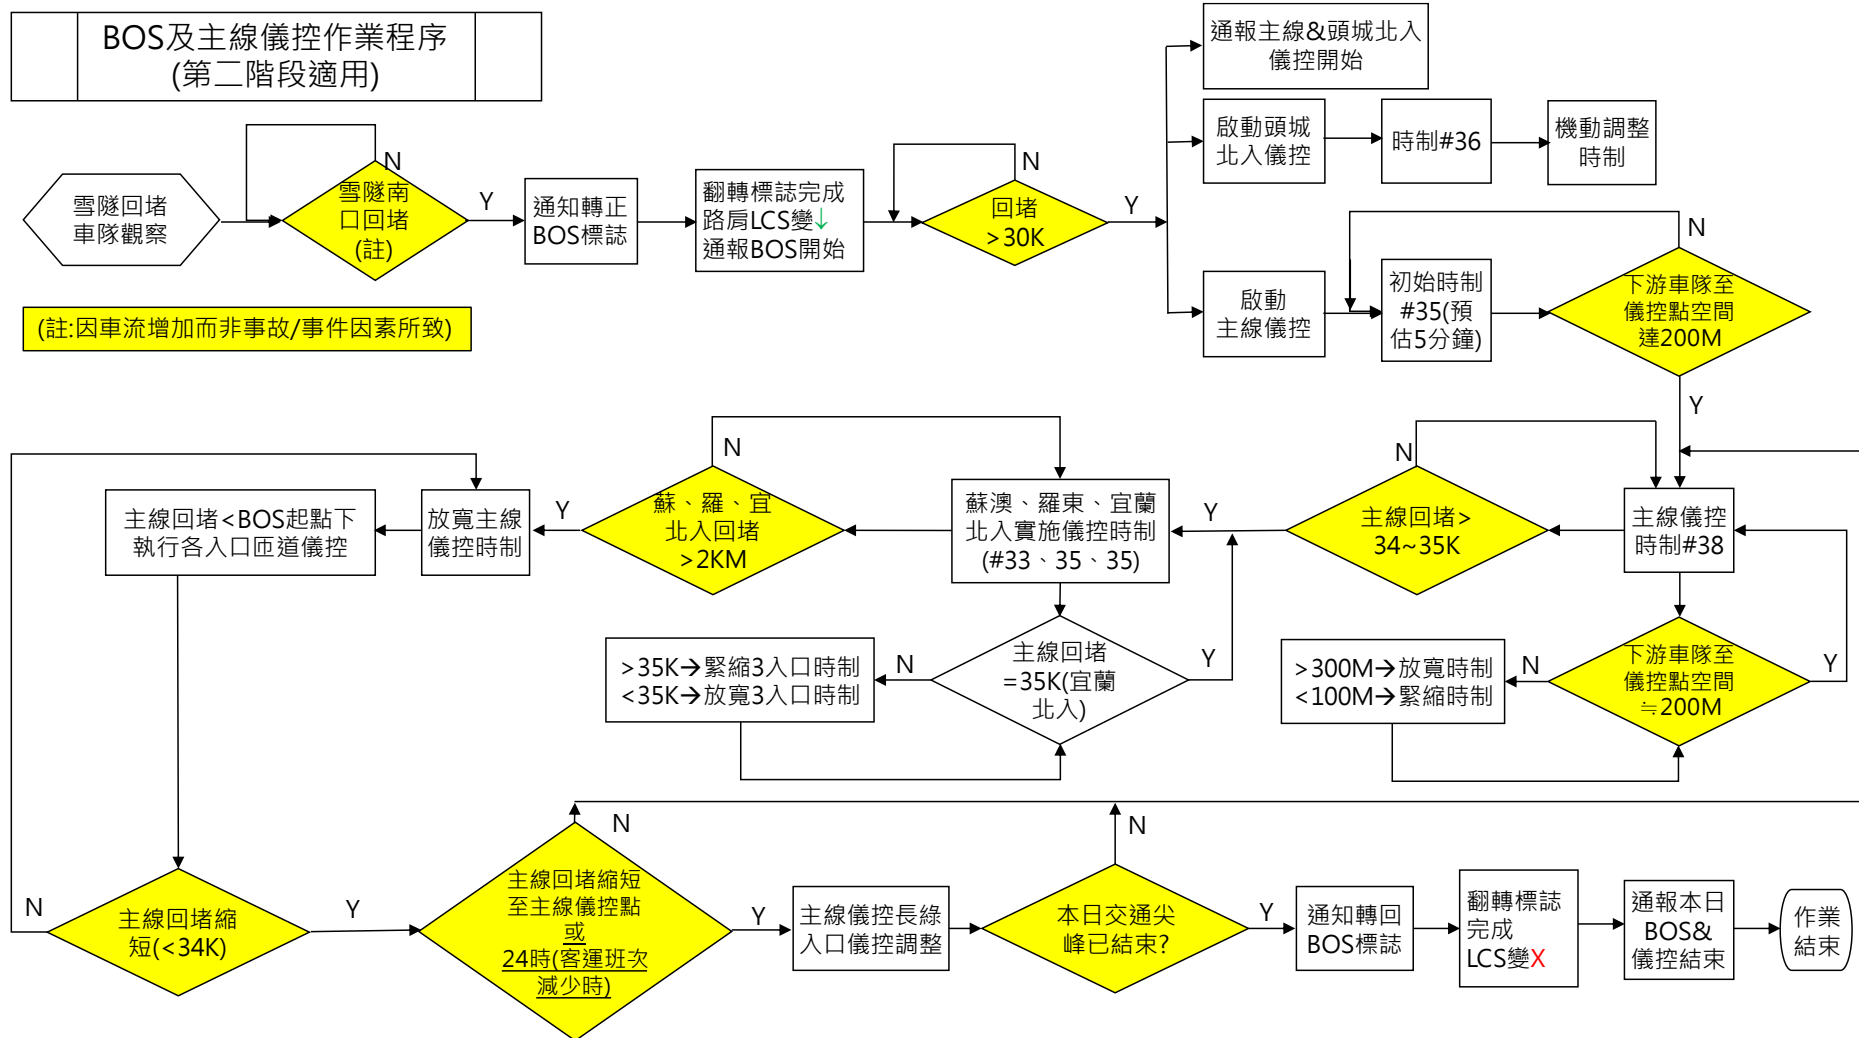 BOS及主線儀控作業程序
(第二階段適用)
通報主線&頭城北入
儀控開始
啟動頭城
北入儀控
時制#36
機動調整
時制
雪隧回堵
車隊觀察
N
雪隧南
口回堵
(註)
Y
通知轉正
BOS標誌
翻轉標誌完成
路肩LCS變↓
通報BOS開始
N
回堵
>30K
Y
啟動
主線儀控
初始時制
#35(預
估5分鐘)
N
下游車隊至
儀控點空間
達200M
Y
(註:因車流增加而非事故/事件因素所致)
主線儀控
時制#38
N
主線回堵>
34~35K
Y
下游車隊至
儀控點空間
≒200M
Y
N
>300M→放寬時制
<100M→緊縮時制
蘇澳、羅東、宜蘭
北入實施儀控時制
(#33、35、35)
主線回堵
=35K(宜蘭
北入)
Y
N
>35K→緊縮3入口時制
<35K→放寬3入口時制
N
蘇、羅、宜
北入回堵
>2KM
Y
放寬主線
儀控時制
主線回堵<BOS起點下
執行各入口匝道儀控
N
主線回堵縮
短(<34K)
Y
N
主線回堵縮短
至主線儀控點
或
24時(客運班次
減少時)
Y
主線儀控長綠
入口儀控調整
N
本日交通尖
峰已結束?
Y
通知轉回
BOS標誌
翻轉標誌
完成
LCS變X
通報本日
BOS&
儀控結束
作業
結束